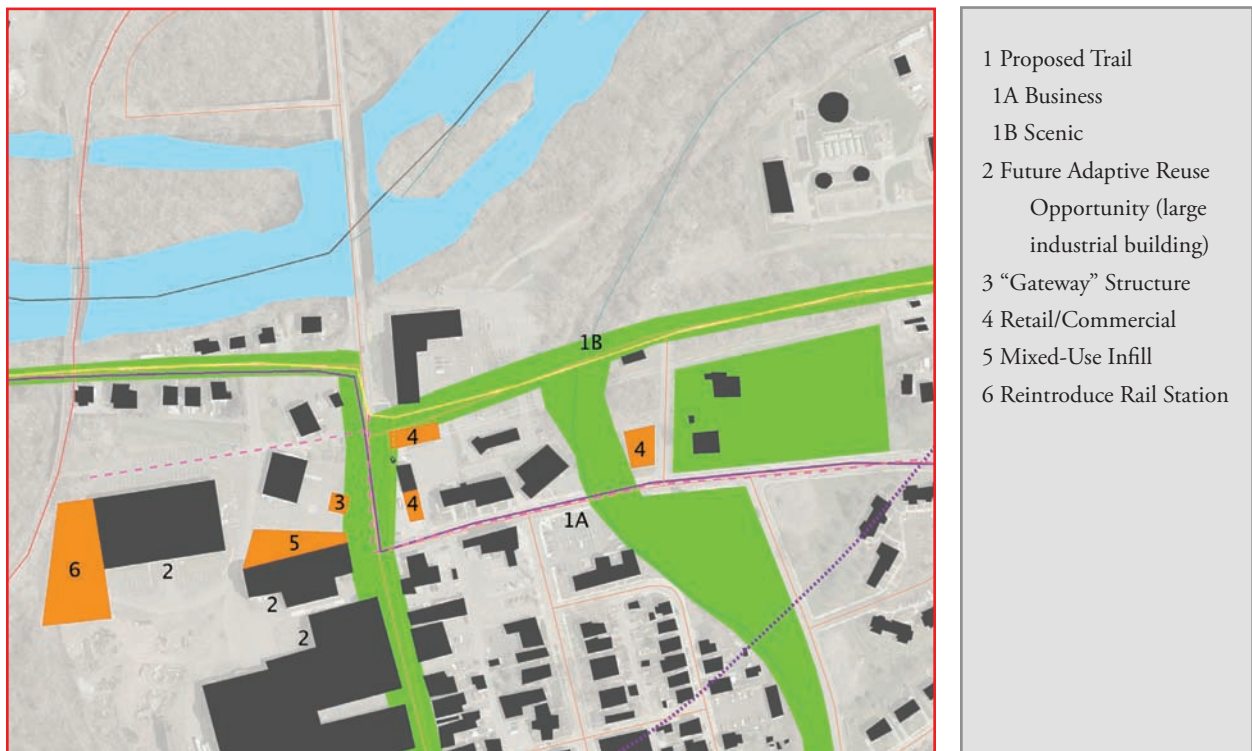 1B
4
4
3
4
1A
5
6
2
2
2
1 Proposed Trail
1A Business
1B Scenic
2 Future Adaptive Reuse
Opportunity (large
industrial building)
3 “Gateway” Structure
4 Retail/Commercial
5 Mixed-Use Infill
6 Reintroduce Rail Station